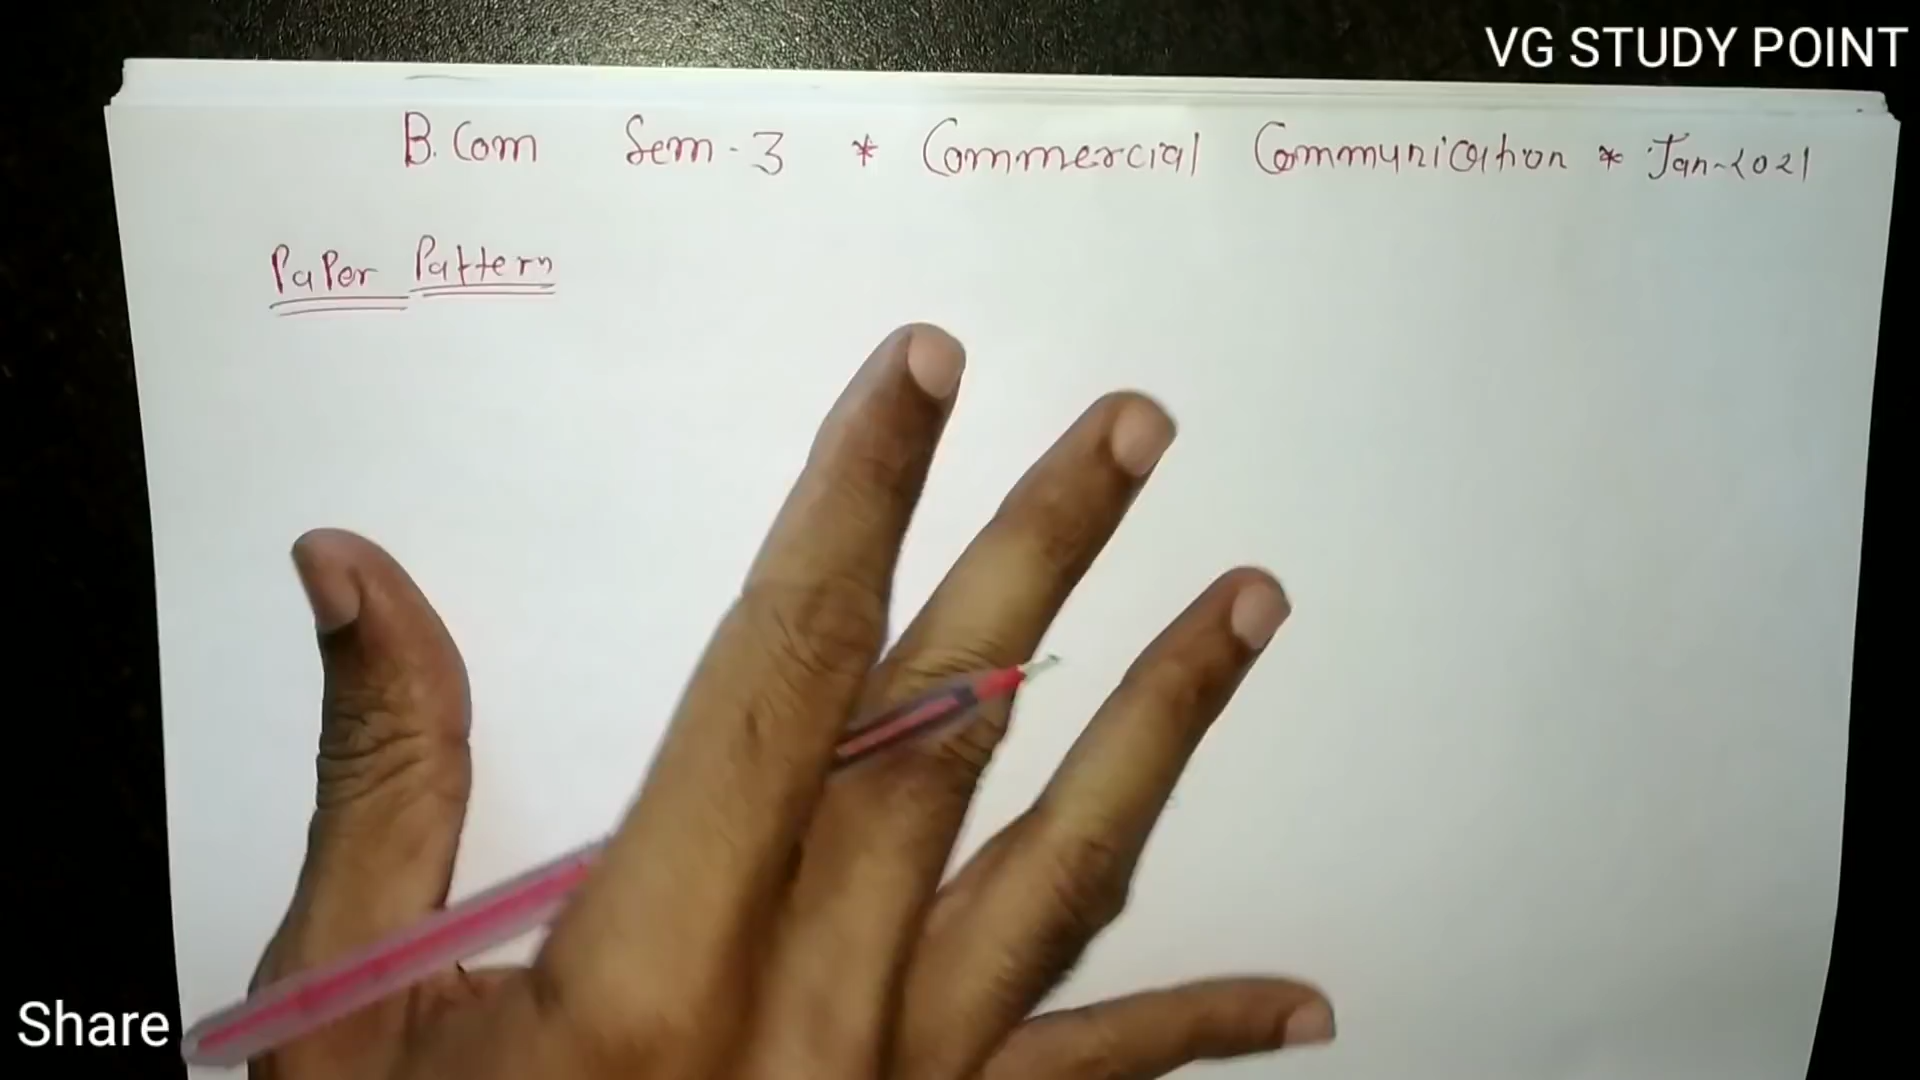 VG STUDY POINT
B.Com Sem-3 * Commercial Communication * Jan-2021
Paper Pattern
Share